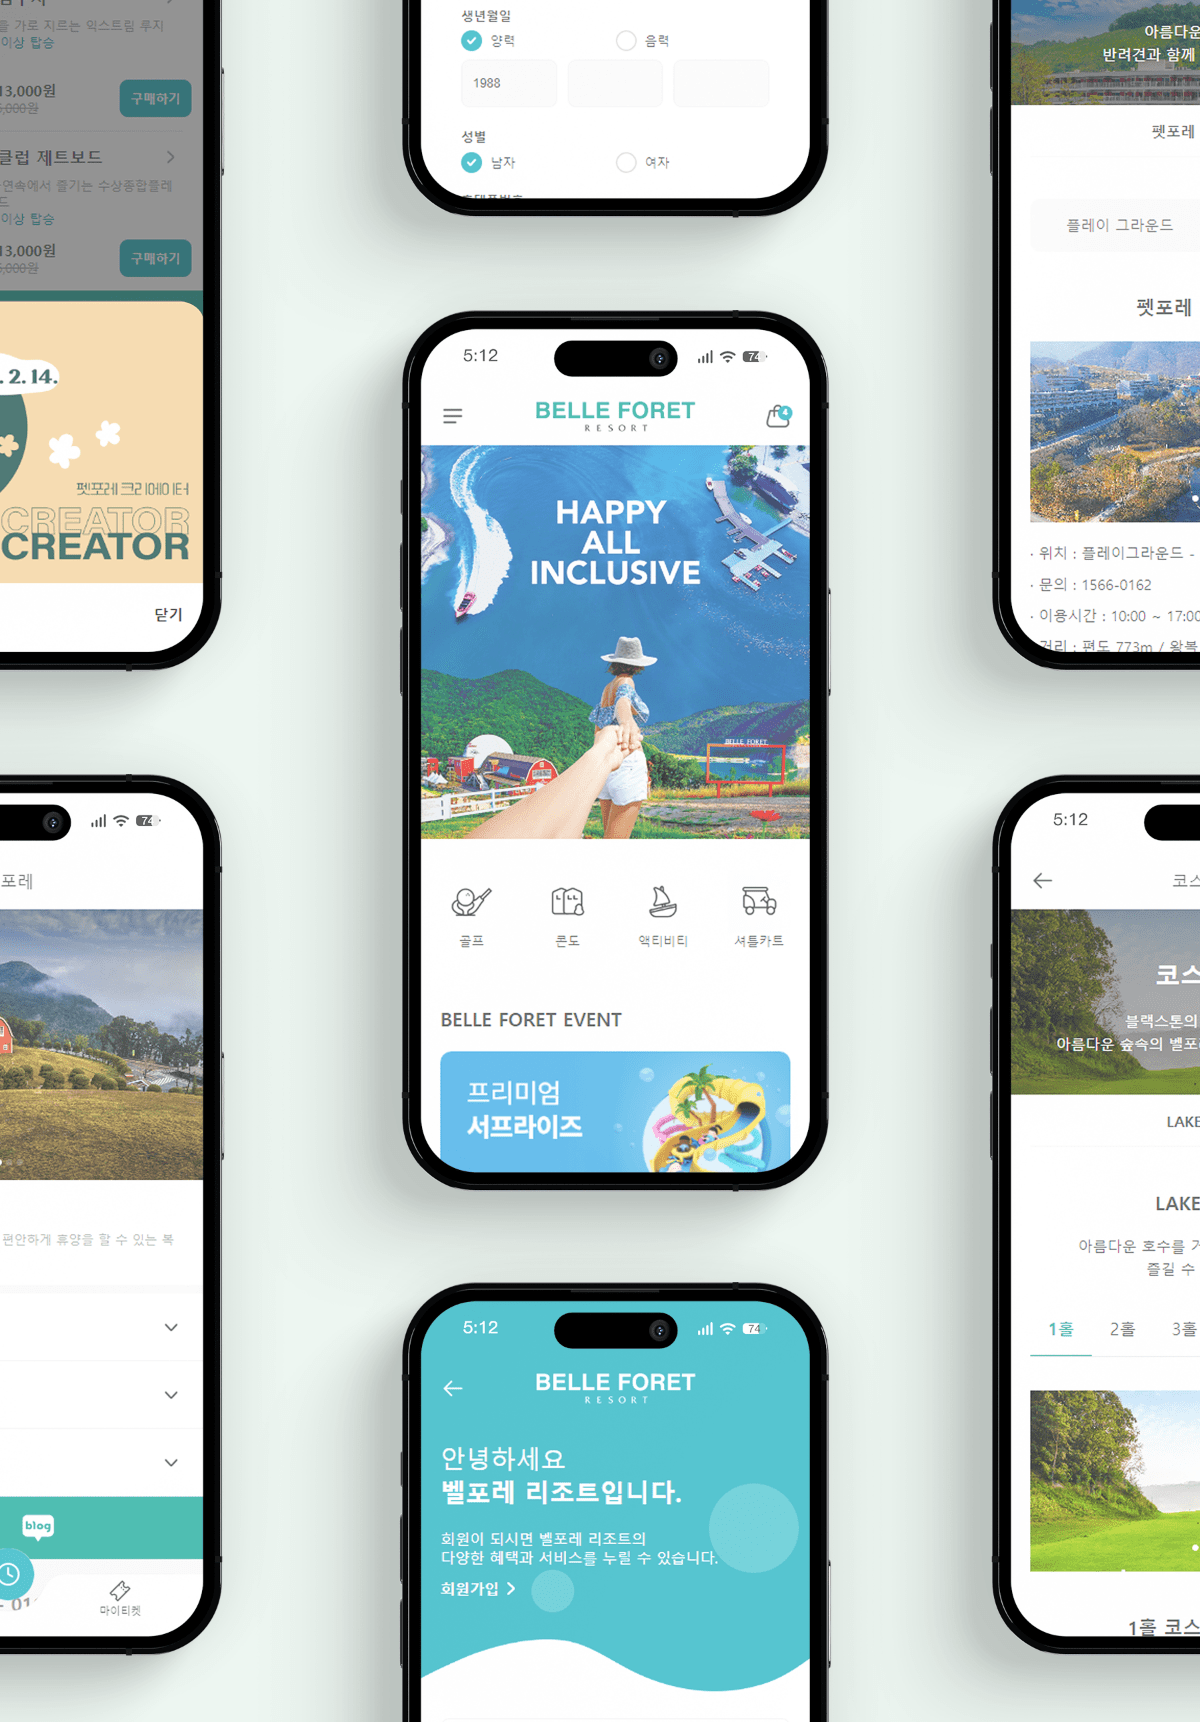 를 가로 지르는 익스트림 루지
이상 탑승
13,000원
구매하기
클럽 제트보드
연속에서 즐기는 수상종합플레
드
이상 탑승
13,000원
구매하기
. 2. 14.
펫포레 크리에이터
CREATOR
CREATOR
닫기
생년월일
양력
음력
1988
성별
남자
여자
아름다운
반려견과 함께
펫포레
플레이 그라운드
펫포레
· 위치 : 플레이그라운드 -
· 문의 : 1566-0162
· 이용시간 : 10:00 ~ 17:00
· 거리 : 편도 773m / 왕복
5:12
74
BELLE FORET
RESORT
4
HAPPY
ALL
INCLUSIVE
BELLE FORET
골프
콘도
액티비티
셔틀카트
BELLE FORET EVENT
프리미엄
서프라이즈
74
포레
편안하게 휴양을 할 수 있는 복
blog
- 01
마이티켓
5:12
74
BELLE FORET
RESORT
안녕하세요
벨포레 리조트입니다.
회원이 되시면 벨포레 리조트의
다양한 혜택과 서비스를 누릴 수 있습니다.
회원가입
5:12
코스
코스
블랙스톤의
아름다운 숲속의 벨포
LAKE
LAKE
아름다운 호수를
즐길 수
1홀 2홀 3홀
1홀 코스